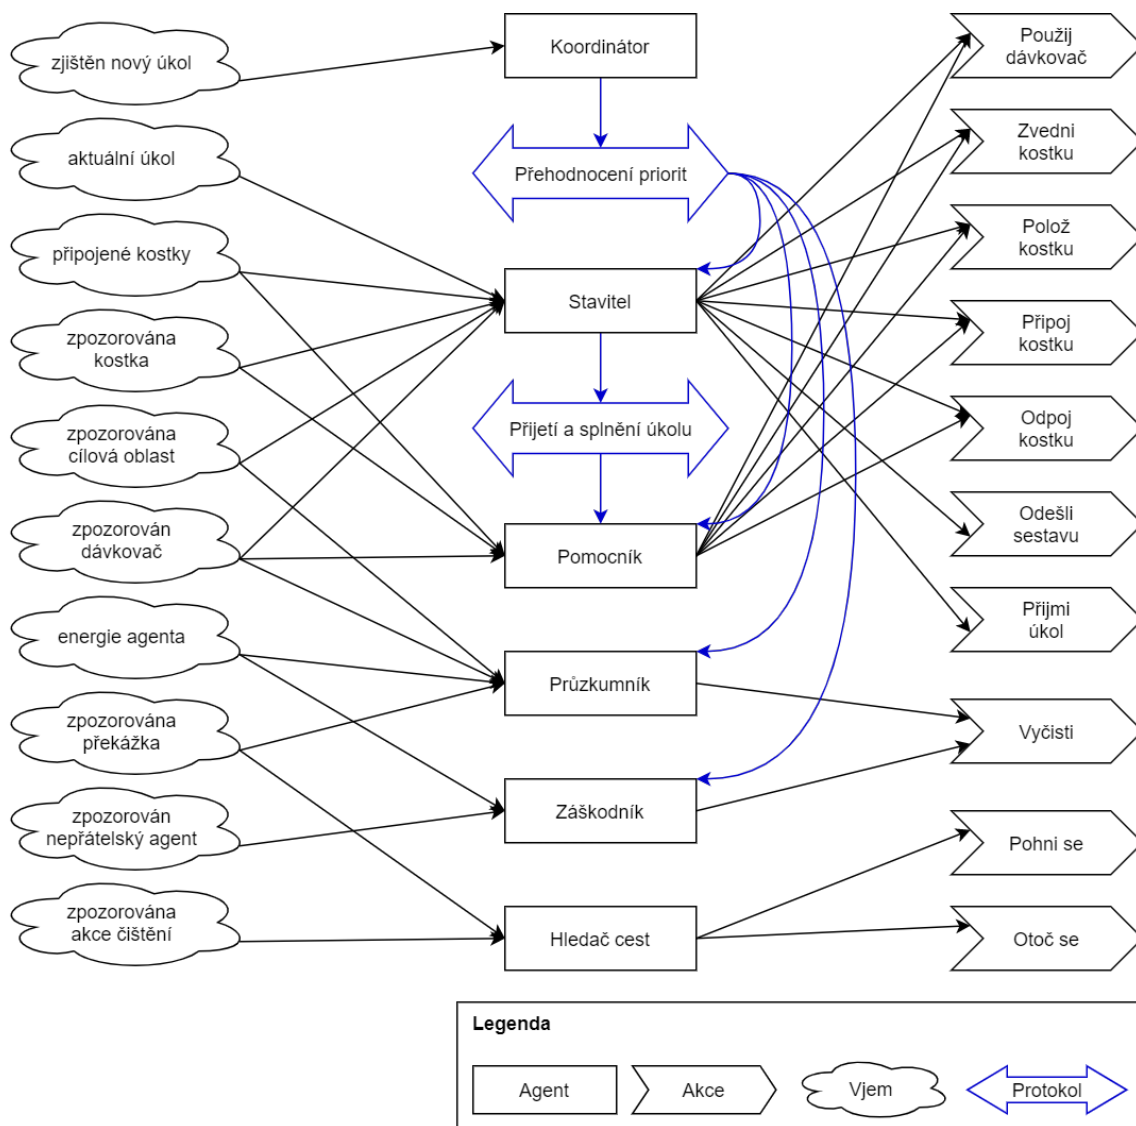 zjištěn nový úkol
aktuální úkol
připojené kostky
zpozorována
kostka
zpozorována
cílová oblast
zpozorován
dávkovač
energie agenta
zpozorována
překážka
zpozorován
nepřátelský agent
zpozorována
akce čištění
Koordinátor
Přehodnocení priorit
Stavitel
Přijetí a splnění úkolu
Pomocník
Průzkumník
Záškodník
Hledač cest
Použij
dávkovač
Zvedni
kostku
Polož
kostku
Připoj
kostku
Odpoj
kostku
Odešli
sestavu
Přijmi
úkol
Vyčisti
Pohni se
Otoč se
Legenda
Agent
Akce
Vjem
Protokol